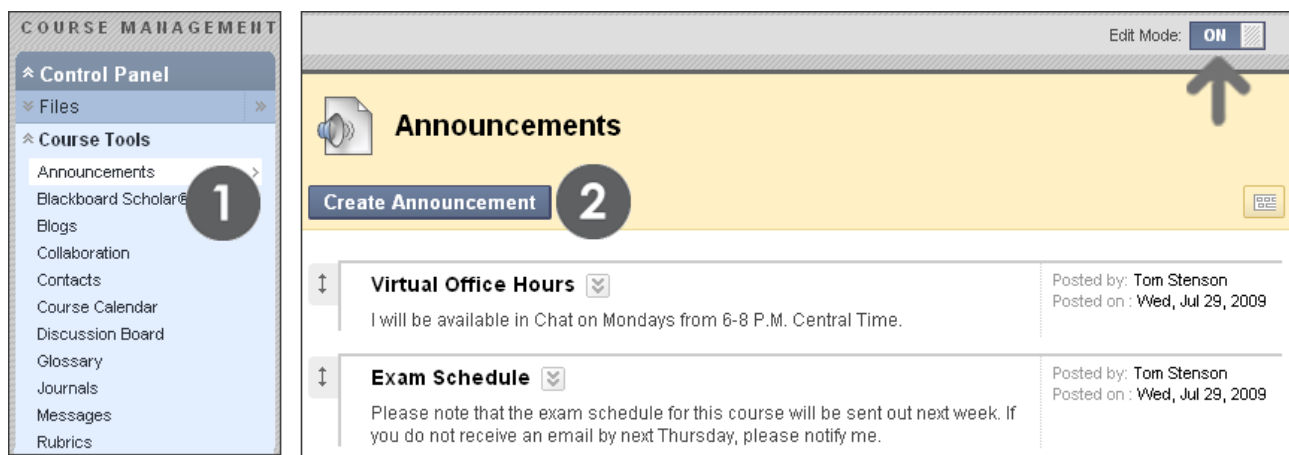 COURSE MANAGEMENT
Control Panel
Files
Course Tools
Announcements
Blackboard Scholar®
Blogs
Collaboration
Contacts
Course Calendar
Discussion Board
Glossary
Journals
Messages
Rubrics
1
Edit Mode: ON
Announcements
Create Announcement
2
Virtual Office Hours
I will be available in Chat on Mondays from 6-8 P.M. Central Time.
Posted by: Tom Stenson
Posted on : Wed, Jul 29, 2009
Exam Schedule
Please note that the exam schedule for this course will be sent out next week. If
you do not receive an email by next Thursday, please notify me.
Posted by: Tom Stenson
Posted on : Wed, Jul 29, 2009